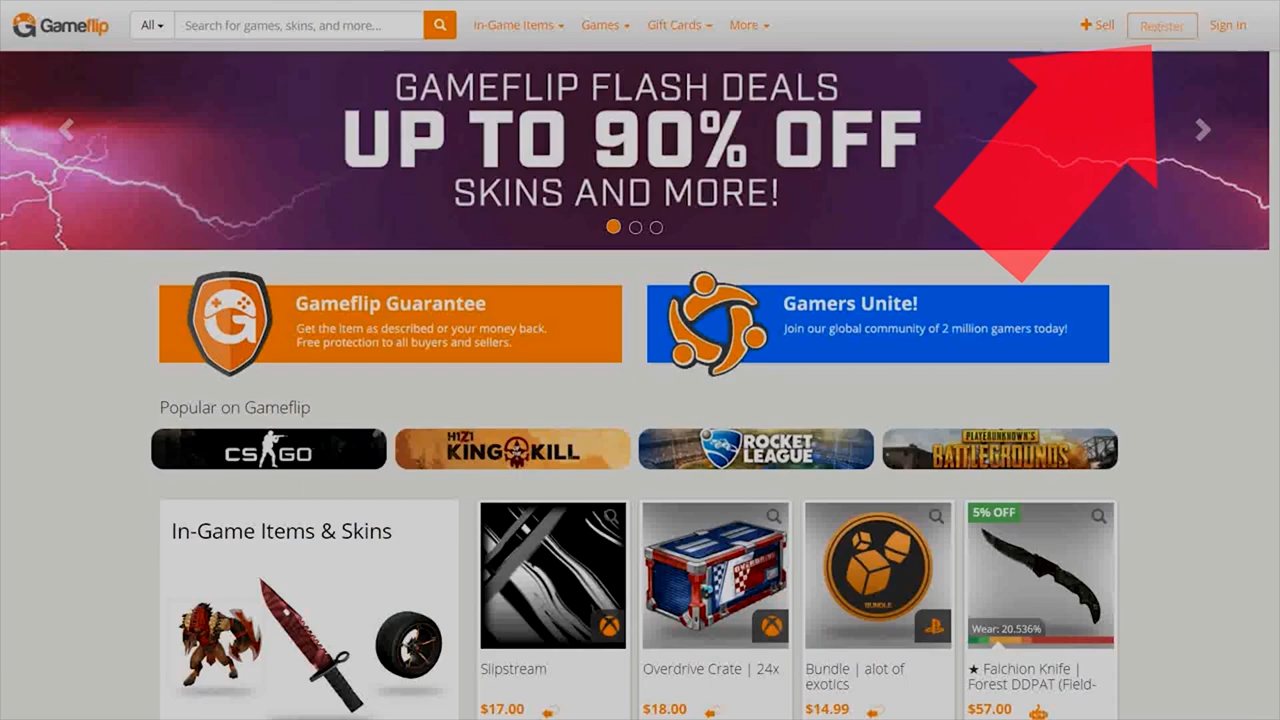 Gameflip
All
Search for games, skins, and more...
In-Game Items
Games
Gift Cards
More
Sell
Register
Sign in
GAMEFLIP FLASH DEALS
UP TO 90% OFF
SKINS AND MORE!
Gameflip Guarantee
Get the item as described or your money back.
Free protection to all buyers and sellers.
Gamers Unite!
Join our global community of 2 million gamers today!
Popular on Gameflip
CS GO
H1Z1
KING KILL
ROCKET
LEAGUE
PLAYERUNKNOWN'S
BATTLEGROUNDS
In-Game Items & Skins
BUNDLE
5% OFF
Wear: 20.536%
Slipstream
$17.00
Overdrive Crate | 24x
$18.00
Bundle | alot of
exotics
$14.99
★ Falchion Knife |
Forest DDPAT (Field-
$57.00